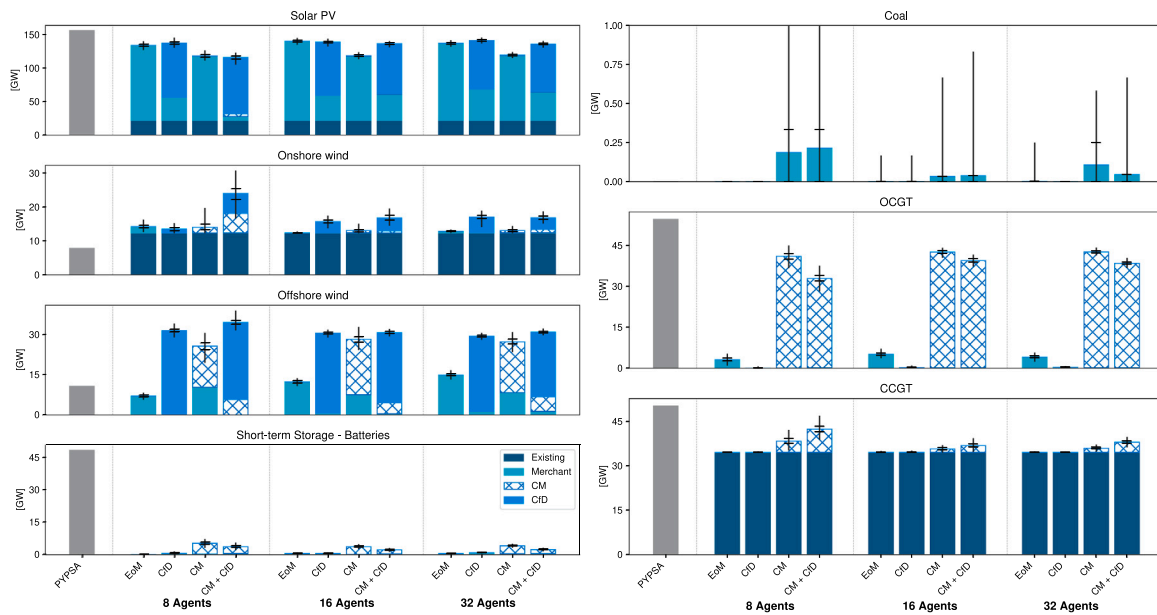 Solar PV
[GW]
150
100
50
0
Onshore wind
[GW]
30
20
10
0
Offshore wind
[GW]
30
15
0
Short-term Storage - Batteries
[GW]
45
30
15
0
Existing
Merchant
CM
CfD
PYPSA
EoM
CfD
CM
CM + CfD
EoM
CfD
CM
CM + CfD
EoM
CfD
CM
CM + CfD
8 Agents
16 Agents
32 Agents
Coal
[GW]
1.00
0.75
0.50
0.25
0.00
OCGT
[GW]
45
30
15
0
CCGT
[GW]
45
30
15
0
PYPSA
EoM
CfD
CM
CM + CfD
EoM
CfD
CM
CM + CfD
EoM
CfD
CM
CM + CfD
8 Agents
16 Agents
32 Agents